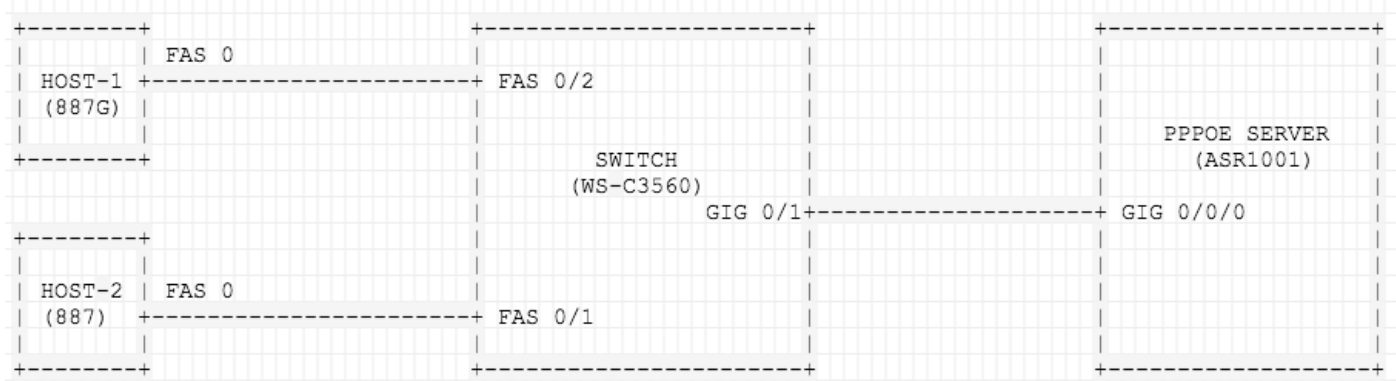 FAS 0
HOST-1 FAS 0/2
(887G)
PPPOE SERVER
SWITCH (ASR1001)
(WS-C3560)
GIG 0/1 GIG 0/0/0
HOST-2 FAS 0
(887) FAS 0/1